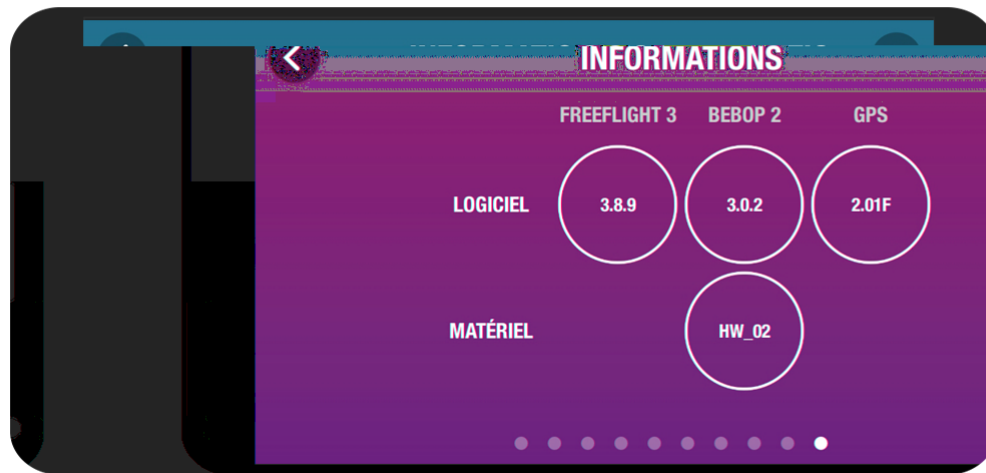 INFORMATIONS
FREEFLIGHT 3 BEBOP 2 GPS
LOGICIEL 3.8.9 3.0.2 2.01F
MATÉRIEL HW_02